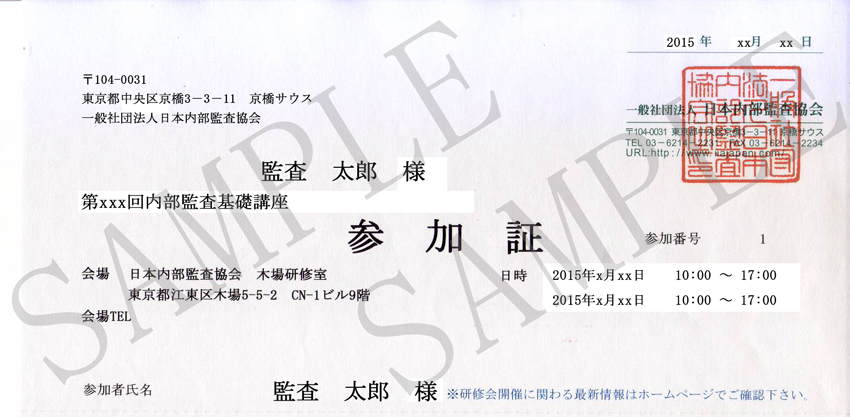 2015 年 xx月 xx 日
〒104-0031
東京都中央区京橋3-3-11 京橋サウス
一般社団法人日本内部監査協会
一般社団法人 日本内部監査協会
〒104-0031 東京都中央区京橋3-3-11 京橋サウス
TEL 03-6214-2231 FAX 03-6214-2234
URL:http://www.iiajapan.com/
監査 太郎 様
第xxx回内部監査基礎講座
参加証
参加番号 1
会場 日本内部監査協会 木場研修室
東京都江東区木場5-5-2 CN-1ビル9階
会場TEL
日時 2015年x月xx日 10:00 ～ 17:00
2015年x月xx日 10:00 ～ 17:00
参加者氏名 監査 太郎 様 ※研修会開催に関わる最新情報はホームページでご確認下さい。
SAMPLE
SAMPLE